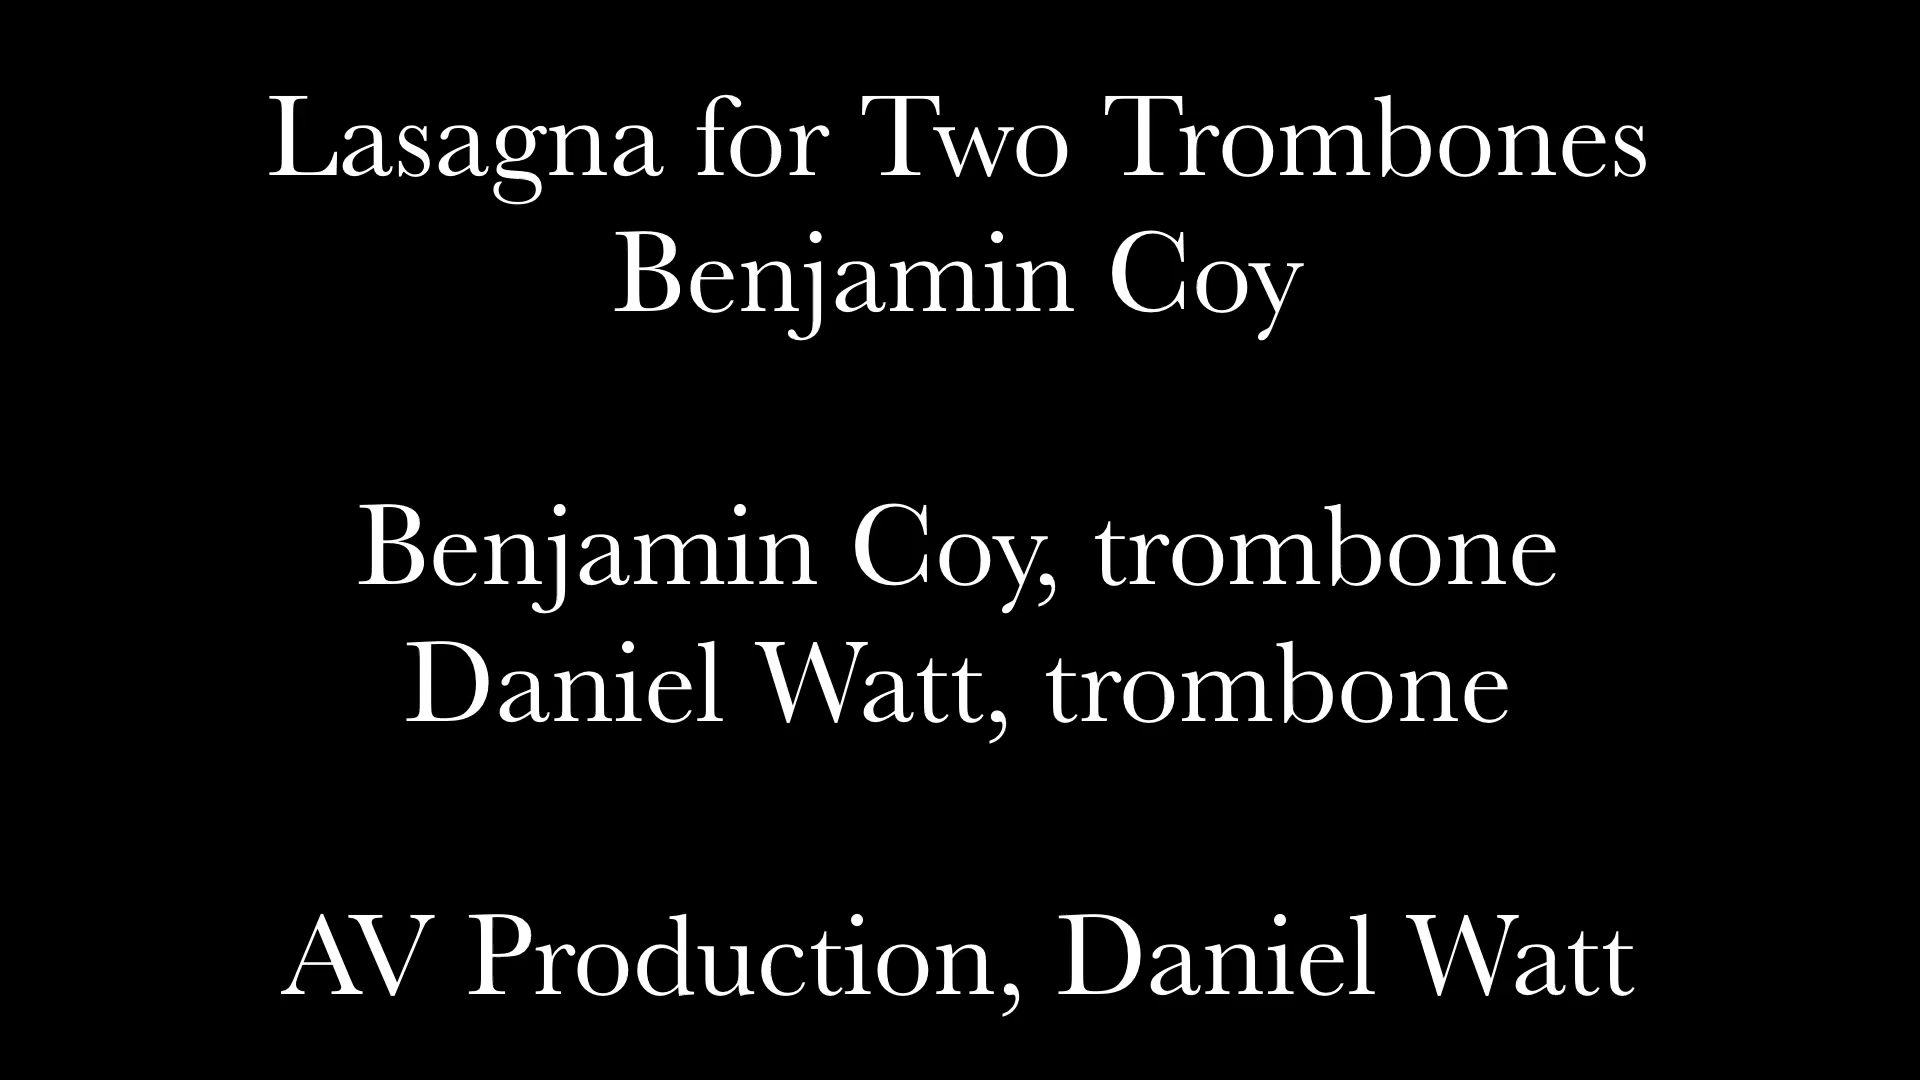 Lasagna for Two Trombones
Benjamin Coy
Benjamin Coy, trombone
Daniel Watt, trombone
AV Production, Daniel Watt